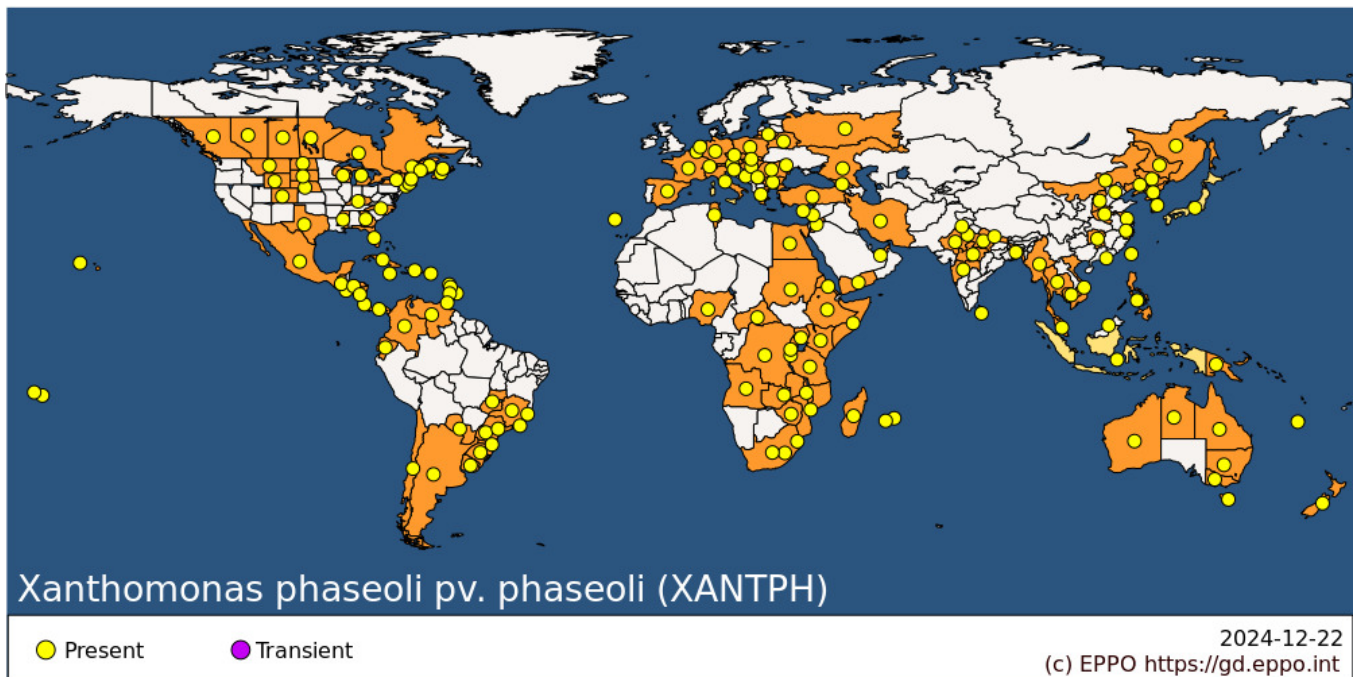 Xanthomonas phaseoli pv. phaseoli (XANTPH)
Present
Transient
2024-12-22
(c) EPPO https://gd.eppo.int